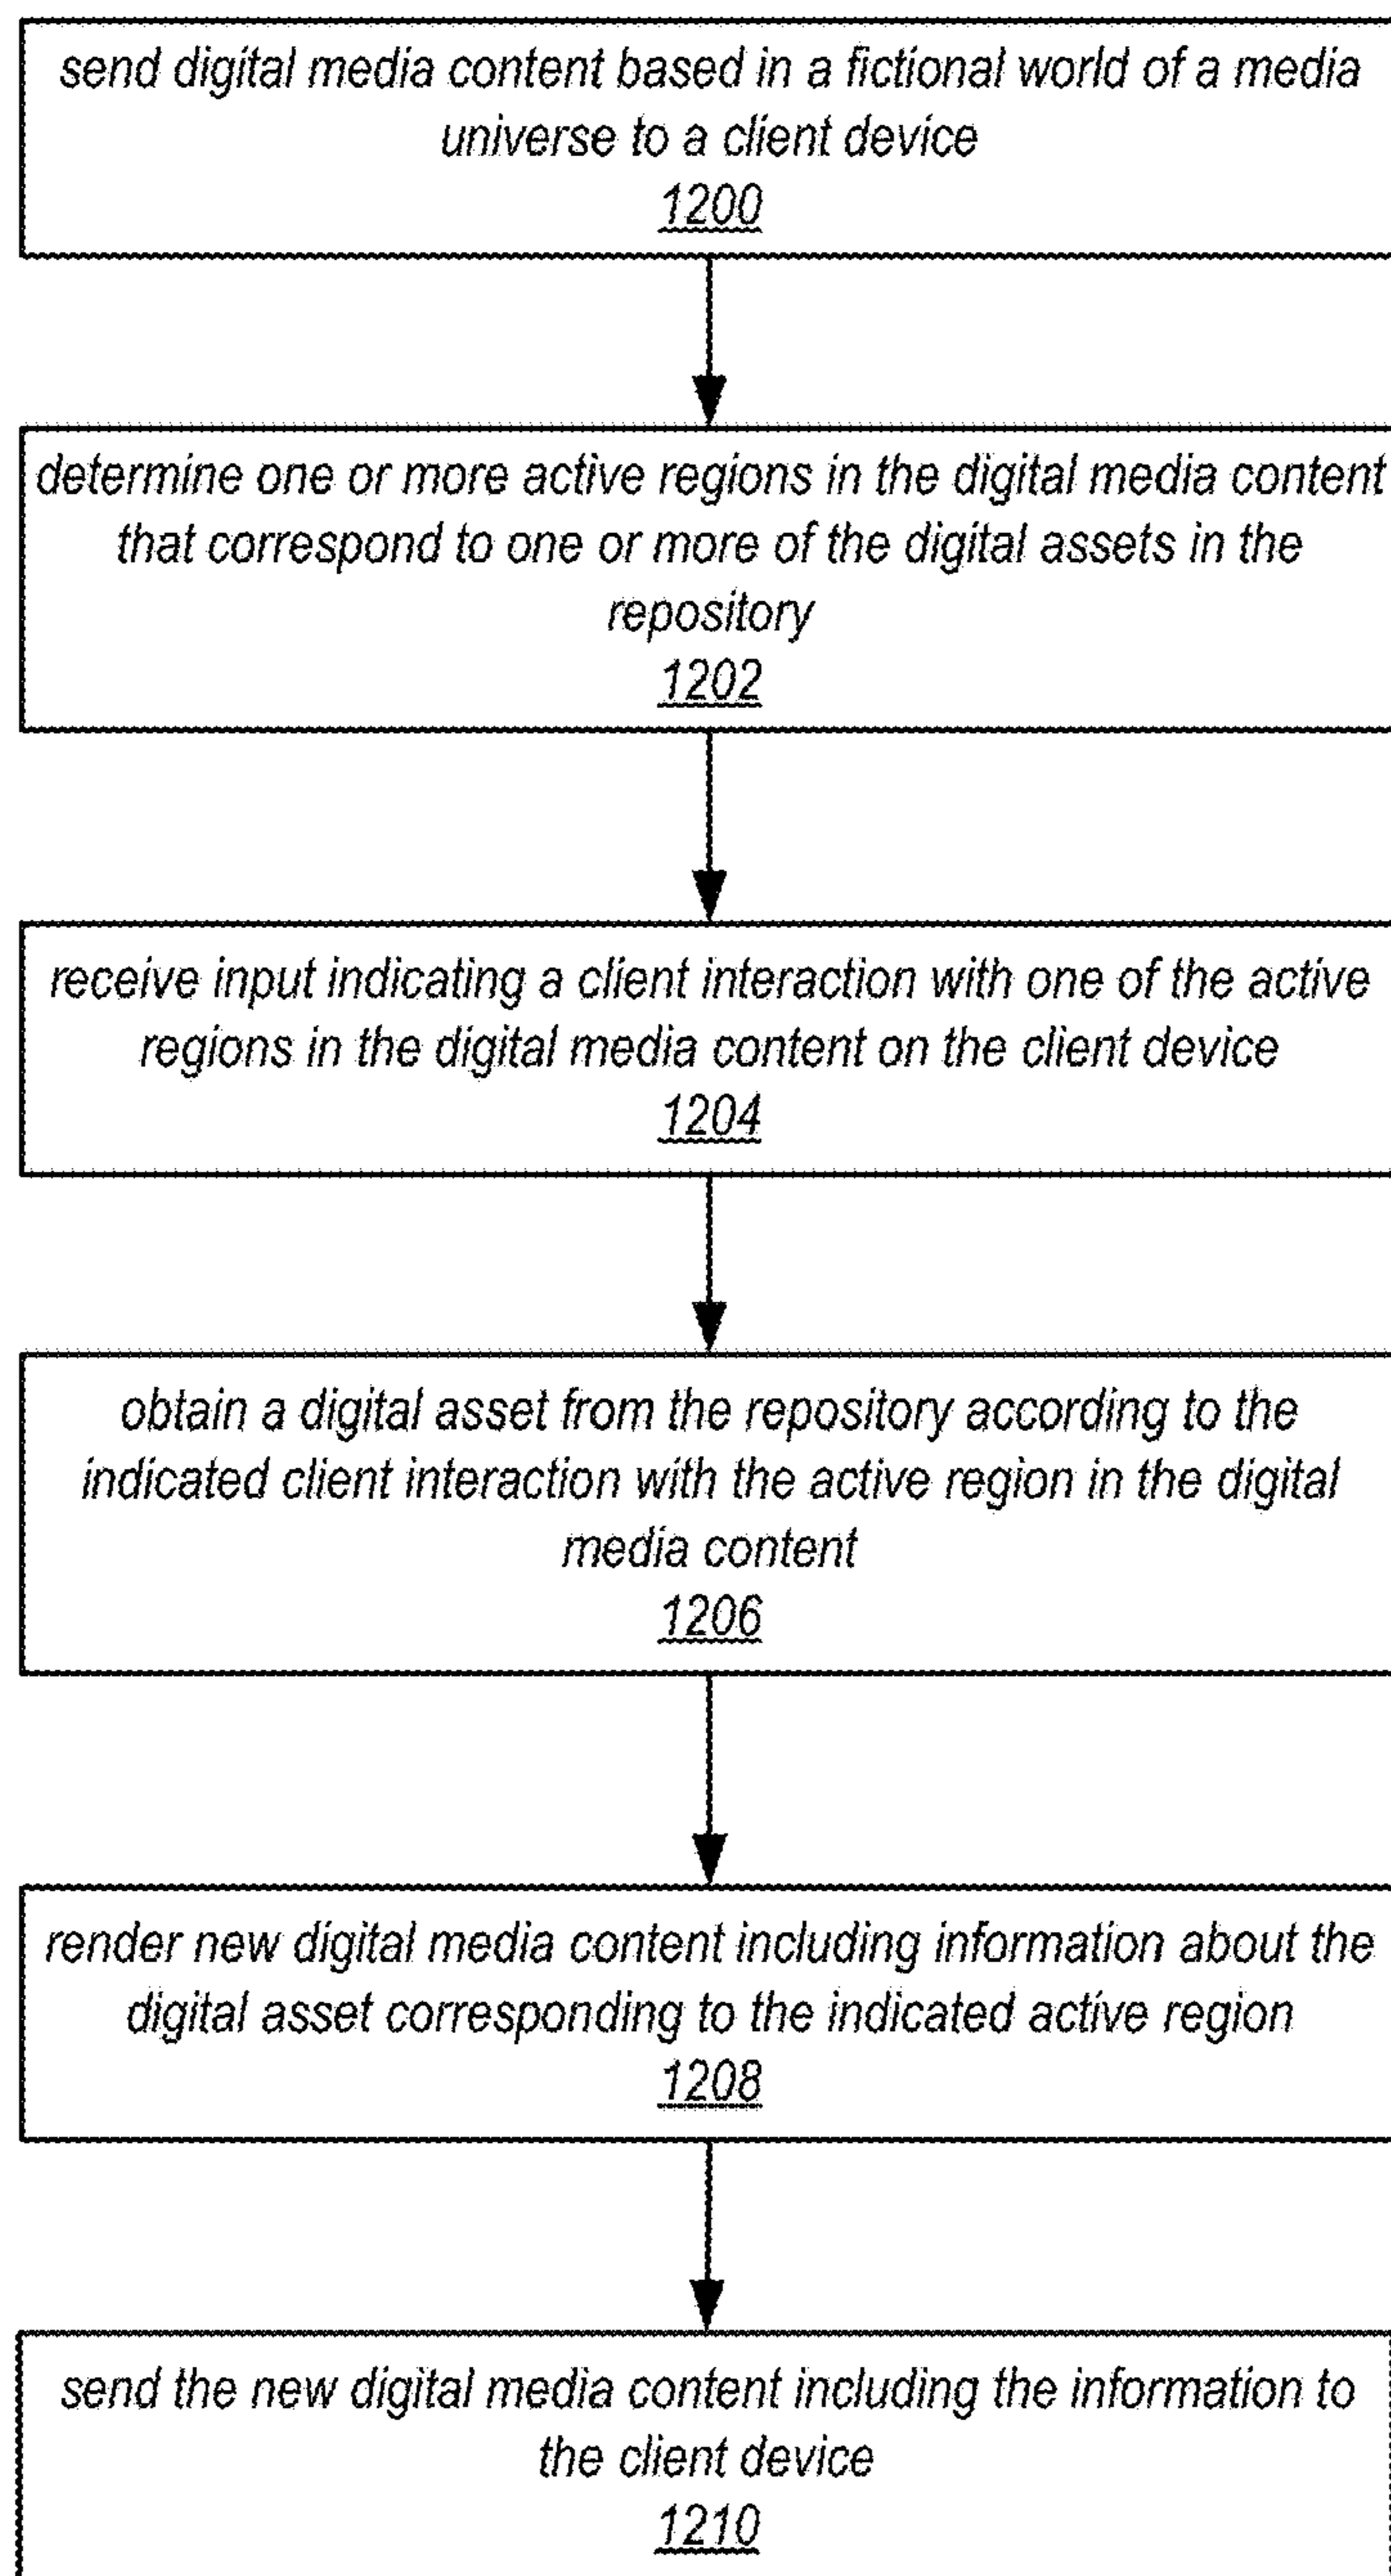 send digital media content based in a fictional world of a media
universe to a client device
1200
determine one or more active regions in the digital media content
that correspond to one or more of the digital assets in the
repository
1202
receive input indicating a client interaction with one of the active
regions in the digital media content on the client device
1204
obtain a digital asset from the repository according to the
indicated client interaction with the active region in the digital
media content
1206
render new digital media content including information about the
digital asset corresponding to the indicated active region
1208
send the new digital media content including the information to
the client device
1210